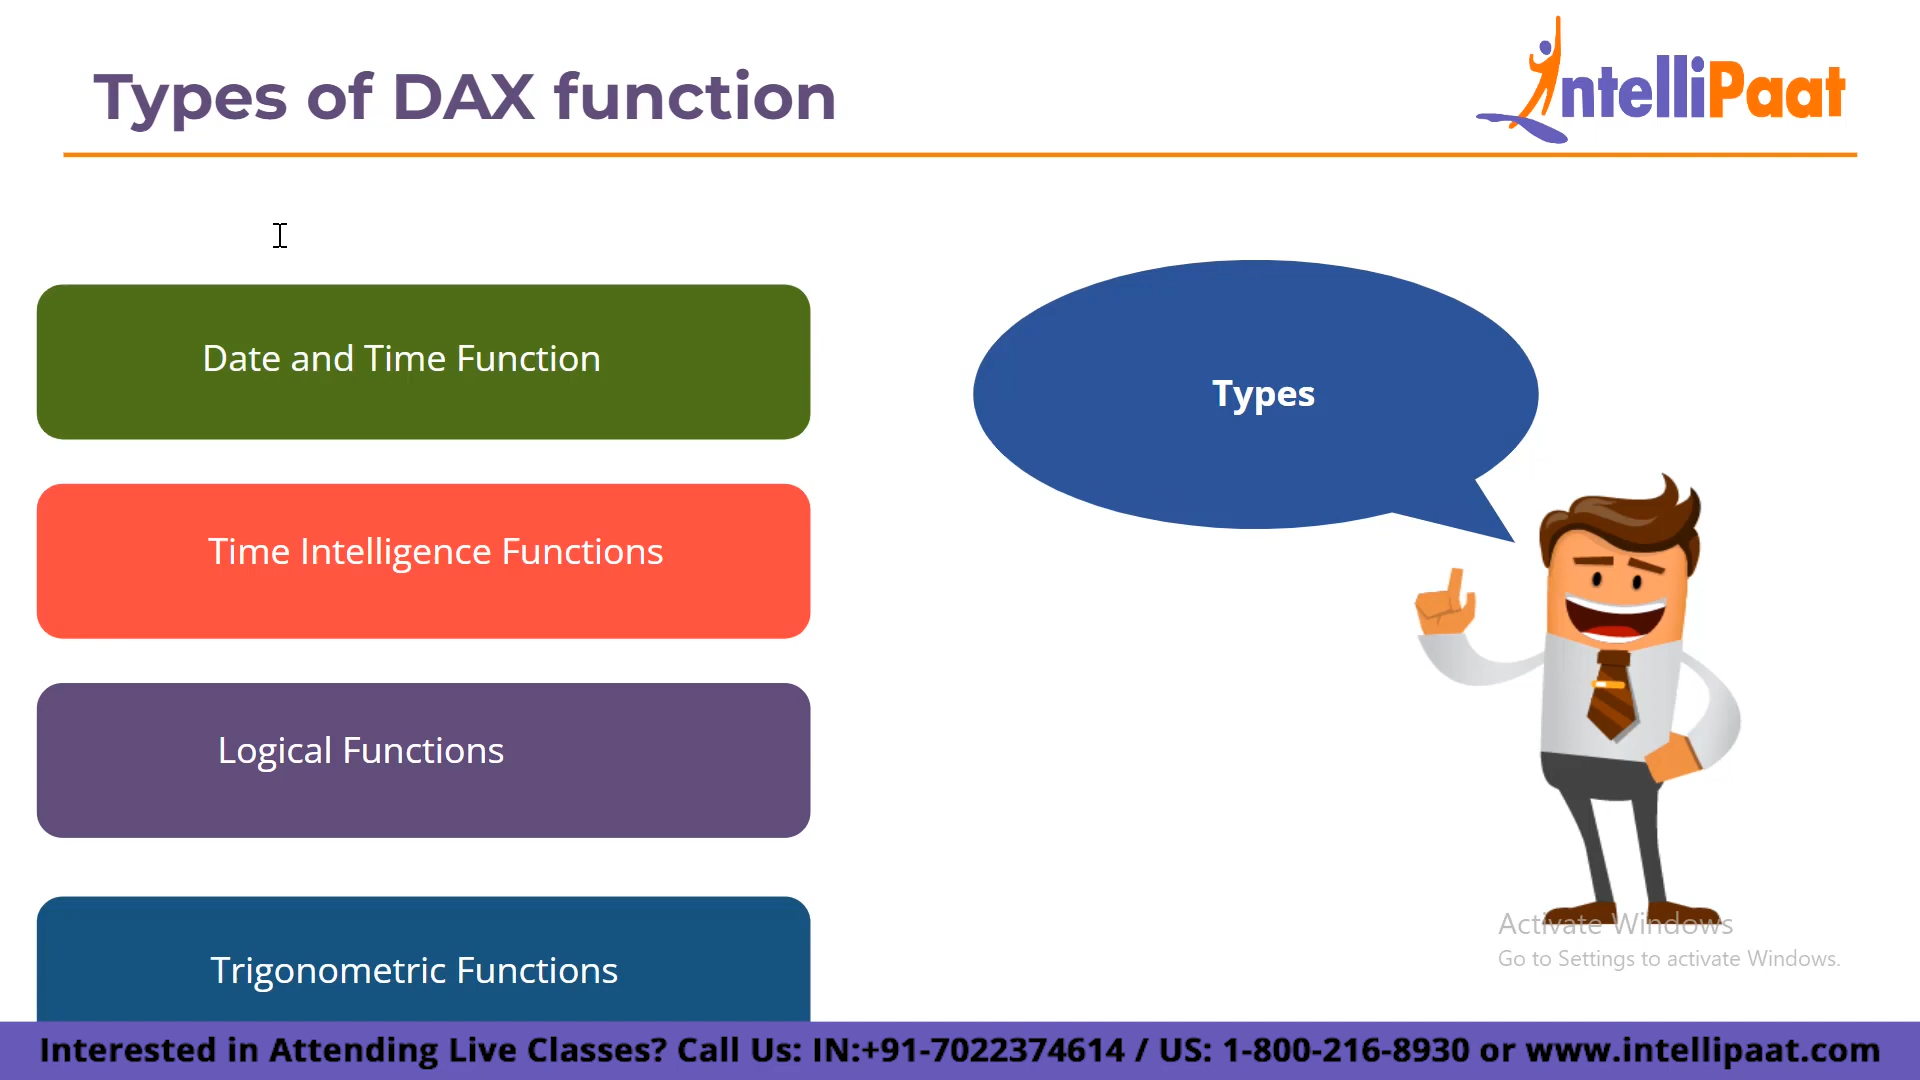 Types of DAX function
IntelliPaat
Date and Time Function
Types
Time Intelligence Functions
Logical Functions
Trigonometric Functions
Activate Windows
Go to Settings to activate Windows.
Interested in Attending Live Classes? Call Us: IN:+91-7022374614 / US: 1-800-216-8930 or www.intellipaat.com